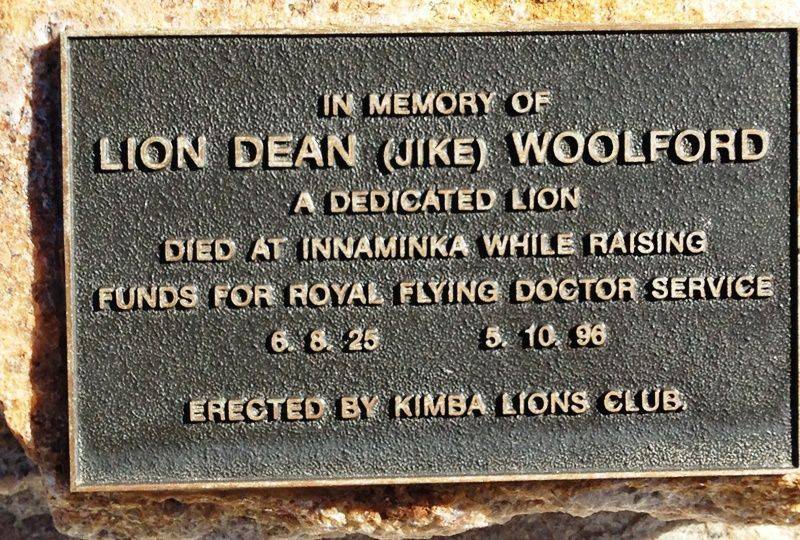 IN MEMORY OF
LION DEAN (JIKE) WOOLFORD
A DEDICATED LION
DIED AT INNAMINKA WHILE RAISING
FUNDS FOR ROYAL FLYING DOCTOR SERVICE
6. 8. 25 5. 10. 96
ERECTED BY KIMBA LIONS CLUB.